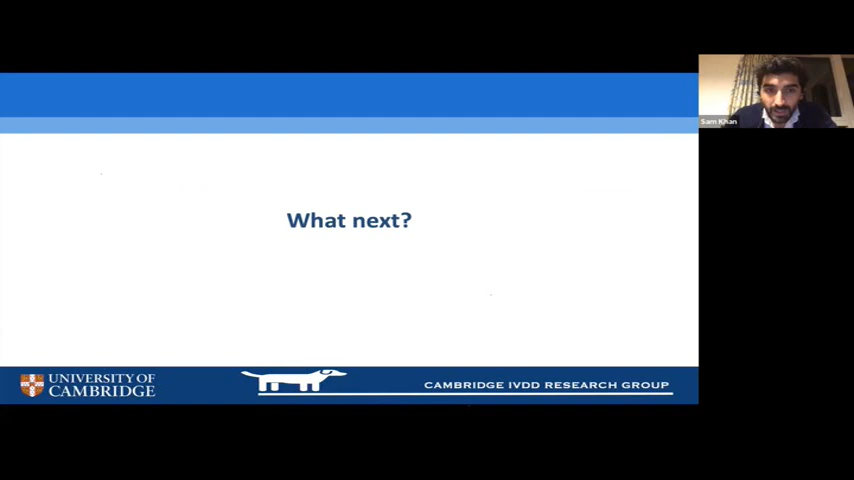 Sam Khan
What next?
UNIVERSITY OF
CAMBRIDGE
CAMBRIDGE IVDD RESEARCH GROUP